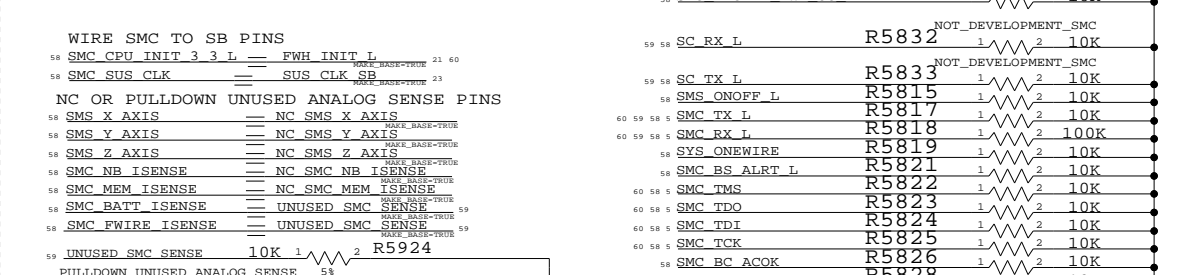 WIRE SMC TO SB PINS
58 SMC_CPU_INIT_3_3_L FWH_INIT_L 21 60
MAKE_BASE=TRUE
58 SMC_SUS_CLK SUS_CLK_SB 23
MAKE_BASE=TRUE
NC OR PULLDOWN UNUSED ANALOG SENSE PINS
58 SMS_X_AXIS NC_SMS_X_AXIS
MAKE_BASE=TRUE
58 SMS_Y_AXIS NC_SMS_Y_AXIS
MAKE_BASE=TRUE
58 SMS_Z_AXIS NC_SMS_Z_AXIS
MAKE_BASE=TRUE
58 SMC_NB_ISENSE NC_SMC_NB_ISENSE
MAKE_BASE=TRUE
58 SMC_MEM_ISENSE NC_SMC_MEM_ISENSE
MAKE_BASE=TRUE
58 SMC_BATT_ISENSE UNUSED_SMC_SENSE 59
MAKE_BASE=TRUE
58 SMC_FWIRE_ISENSE UNUSED_SMC_SENSE 59
MAKE_BASE=TRUE
59 UNUSED_SMC_SENSE 10K 1 2 R5924
PULLDOWN UNUSED ANALOG SENSE 5%
NOT_DEVELOPMENT_SMC
59 58 SC_RX_L R5832 1 2 10K
NOT_DEVELOPMENT_SMC
59 58 SC_TX_L R5833 1 2 10K
58 SMS_ONOFF_L R5815 1 2 10K
60 59 58 5 SMC_TX_L R5817 1 2 10K
60 59 58 5 SMC_RX_L R5818 1 2 100K
58 SYS_ONEWIRE R5819 1 2 10K
58 SMC_BS_ALRT_L R5821 1 2 10K
60 58 5 SMC_TMS R5822 1 2 10K
60 58 5 SMC_TDO R5823 1 2 10K
60 58 5 SMC_TDI R5824 1 2 10K
60 58 5 SMC_TCK R5825 1 2 10K
58 SMC_BC_ACOK R5826 1 2 10K
R5828